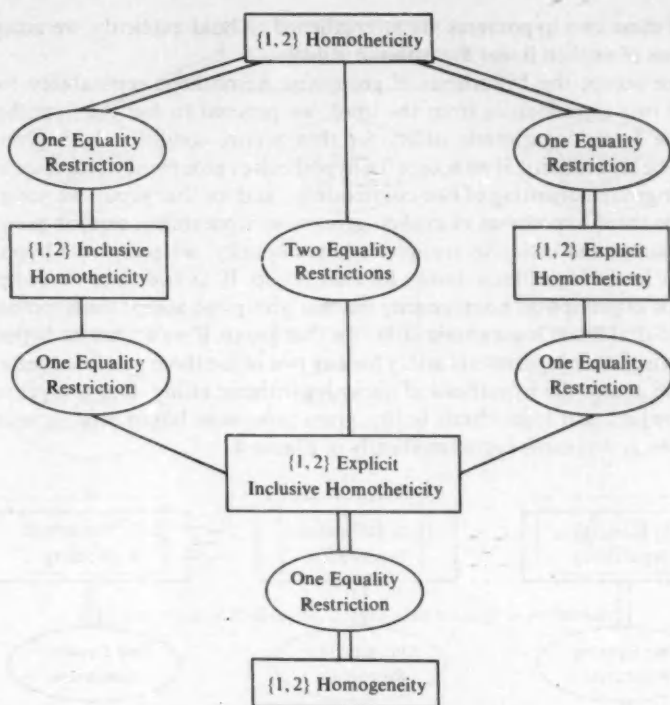 {1,2} Homotheticity
One Equality
Restriction
One Equality
Restriction
{1,2} Inclusive
Homotheticity
Two Equality
Restrictions
{1,2} Explicit
Homotheticity
One Equality
Restriction
One Equality
Restriction
{1,2} Explicit
Inclusive Homotheticity
One Equality
Restriction
{1,2} Homogeneity